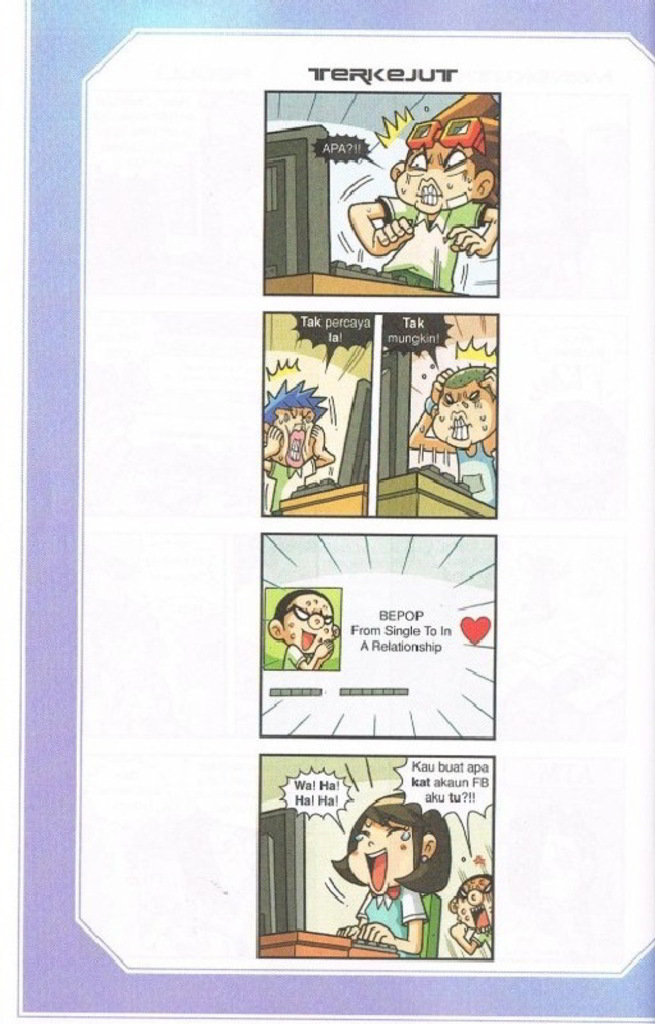 TERKEJUT
APA?!!
Tak percaya
la!
Tak
mungkin!
BEPOP
From Single To In
A Relationship
Wa! Ha!
Ha! Ha!
Kau buat apa
kat akaun FB
aku tu?!!